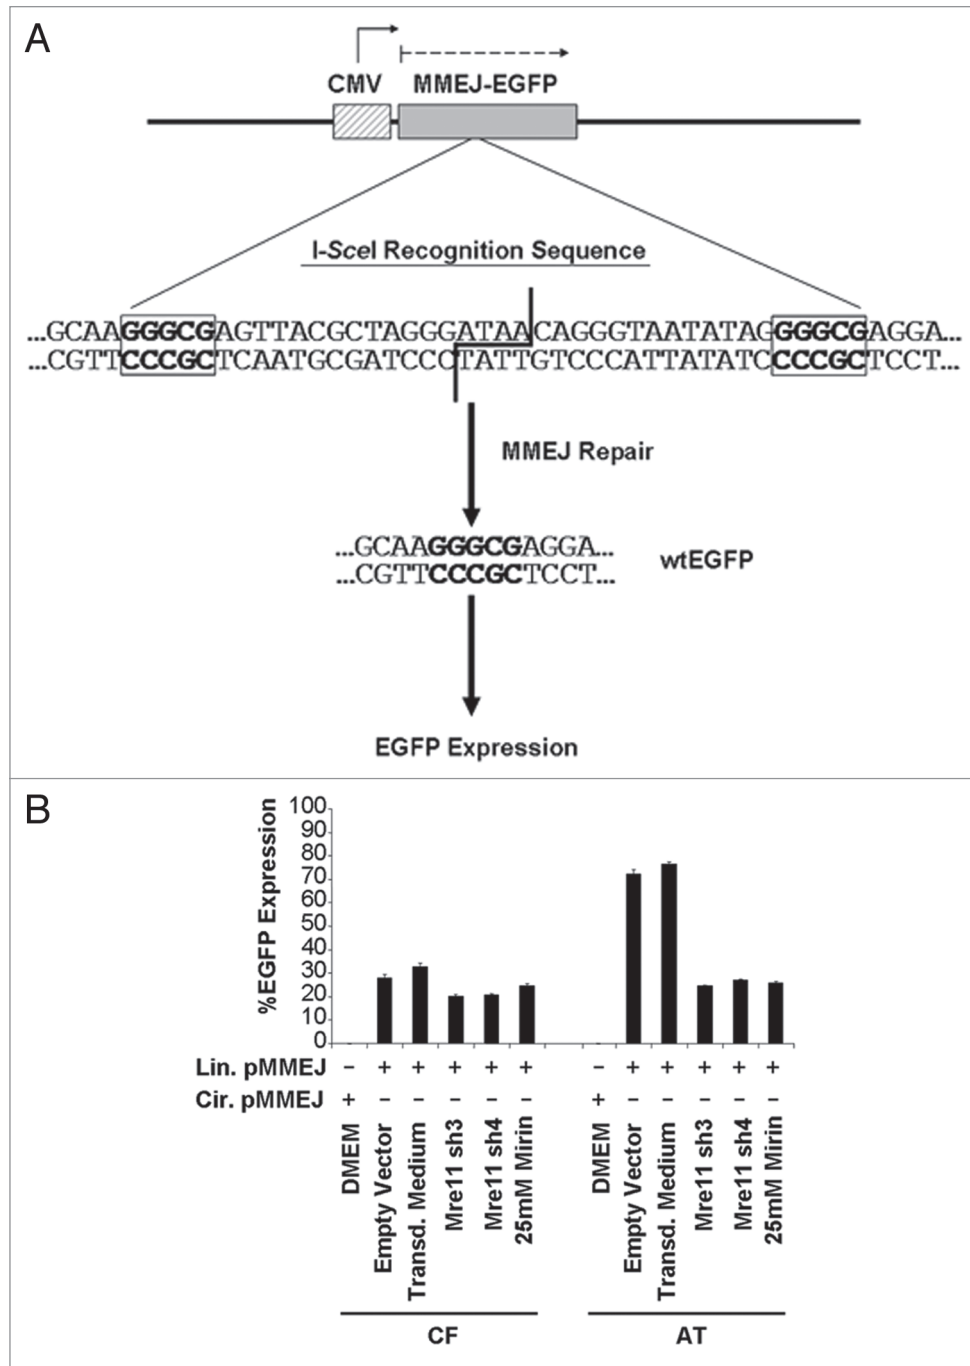 A
CMV MMEJ-EGFP
I-SceI Recognition Sequence
...GCAAGGGCGAGTTACGCTAGGGATAACAGGGTAATATAGGGGCGAGGA...
...CGTTCCCGCTCAATGCGATCCCTATTGTCCCATTATATCCCCGCTCCT...
MMEJ Repair
...GCAAGGGCGAGGA...
...CGTTCCCGCTCCT...
wtEGFP
EGFP Expression
B
%EGFP Expression
100
90
80
70
60
50
40
30
20
10
0
Lin. pMMEJ - + + + + + - + + + + +
Cir. pMMEJ + - - - - - + - - - - -
DMEM
Empty Vector
Transd. Medium
Mre11 sh3
Mre11 sh4
25mM Mirin
DMEM
Empty Vector
Transd. Medium
Mre11 sh3
Mre11 sh4
25mM Mirin
CF
AT